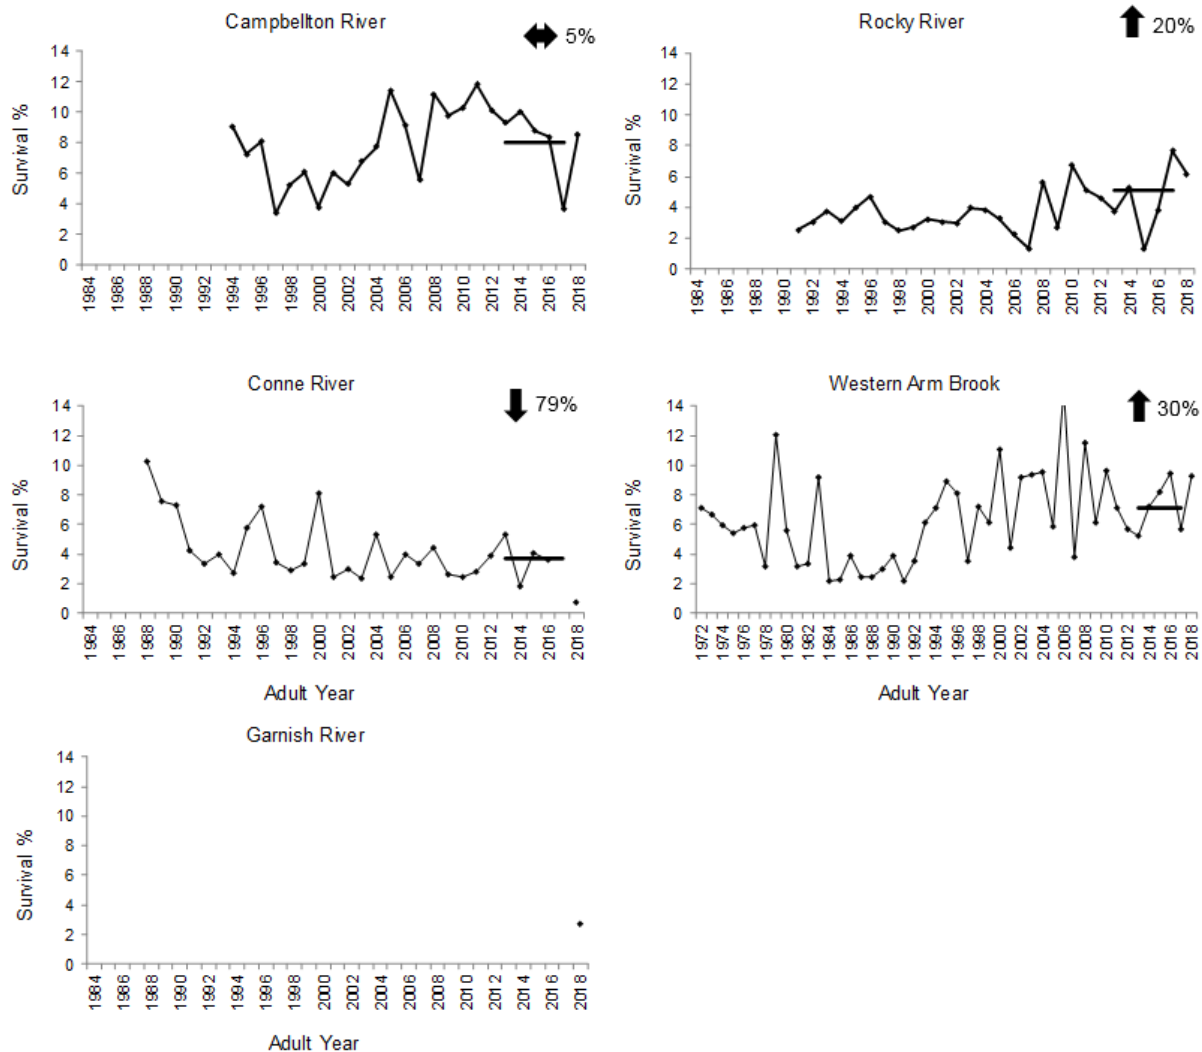 Campbellton River
5%
Survival %
14
12
10
8
6
4
2
0
1984 1986 1988 1990 1992 1994 1996 1998 2000 2002 2004 2006 2008 2010 2012 2014 2016 2018
Rocky River
20%
Survival %
14
12
10
8
6
4
2
0
1984 1986 1988 1990 1992 1994 1996 1998 2000 2002 2004 2006 2008 2010 2012 2014 2016 2018
Conne River
79%
Survival %
14
12
10
8
6
4
2
0
1984 1986 1988 1990 1992 1994 1996 1998 2000 2002 2004 2006 2008 2010 2012 2014 2016 2018
Adult Year
Western Arm Brook
30%
Survival %
14
12
10
8
6
4
2
0
1972 1974 1976 1978 1980 1982 1984 1986 1988 1990 1992 1994 1996 1998 2000 2002 2004 2006 2008 2010 2012 2014 2016 2018
Adult Year
Garnish River
Survival %
14
12
10
8
6
4
2
0
1984 1986 1988 1990 1992 1994 1996 1998 2000 2002 2004 2006 2008 2010 2012 2014 2016 2018
Adult Year